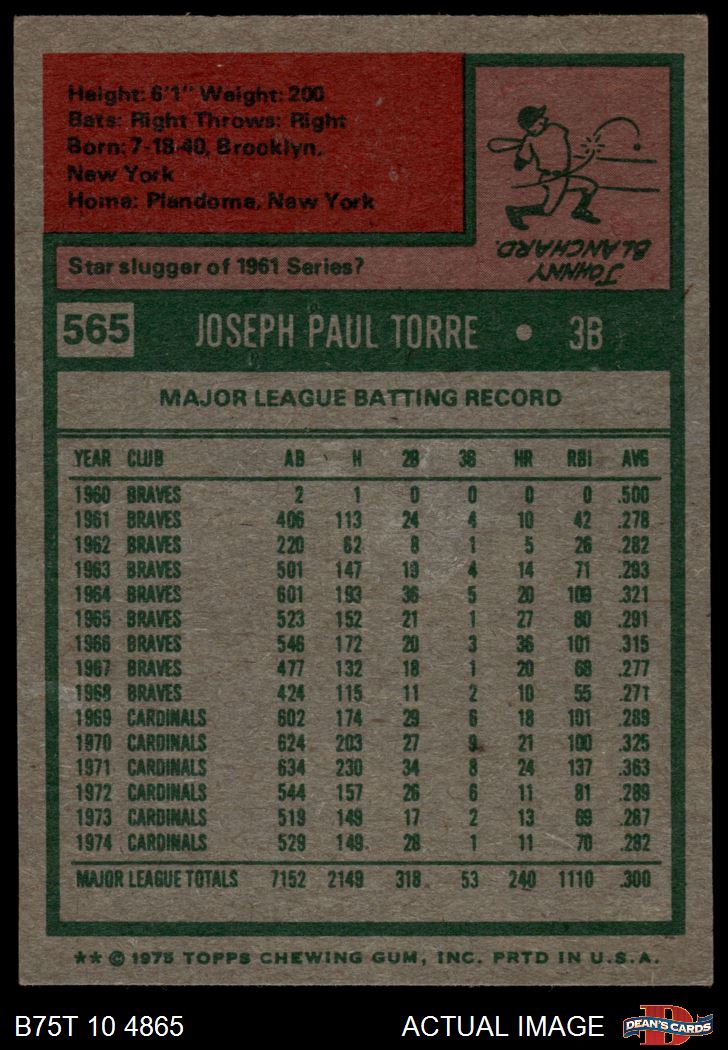 Height: 6'1" Weight: 200
Bats: Right Throws: Right
Born: 7-18-40, Brooklyn,
New York
Home: Plandome, New York
JOHNNY
BLANCHARD.
Star slugger of 1961 Series?
565 JOSEPH PAUL TORRE • 3B
MAJOR LEAGUE BATTING RECORD
YEAR CLUB AB H 2B 3B HR RBI AVG
1960 BRAVES 2 1 0 0 0 0 .500
1961 BRAVES 406 113 24 4 10 42 .278
1962 BRAVES 220 62 8 1 5 26 .282
1963 BRAVES 501 147 19 4 14 71 .293
1964 BRAVES 601 193 36 5 20 109 .321
1965 BRAVES 523 152 21 1 27 80 .291
1966 BRAVES 546 172 20 3 36 101 .315
1967 BRAVES 477 132 18 1 20 68 .277
1968 BRAVES 424 115 11 2 10 55 .271
1969 CARDINALS 602 174 29 6 18 101 .289
1970 CARDINALS 624 203 27 9 21 100 .325
1971 CARDINALS 634 230 34 8 24 137 .363
1972 CARDINALS 544 157 26 6 11 81 .289
1973 CARDINALS 519 149 17 2 13 69 .287
1974 CARDINALS 529 149 28 1 11 70 .282
MAJOR LEAGUE TOTALS 7152 2149 318 53 240 1110 .300
** © 1975 TOPPS CHEWING GUM, INC. PRTD IN U.S.A.
B75T 10 4865 ACTUAL IMAGE DEAN'S CARDS